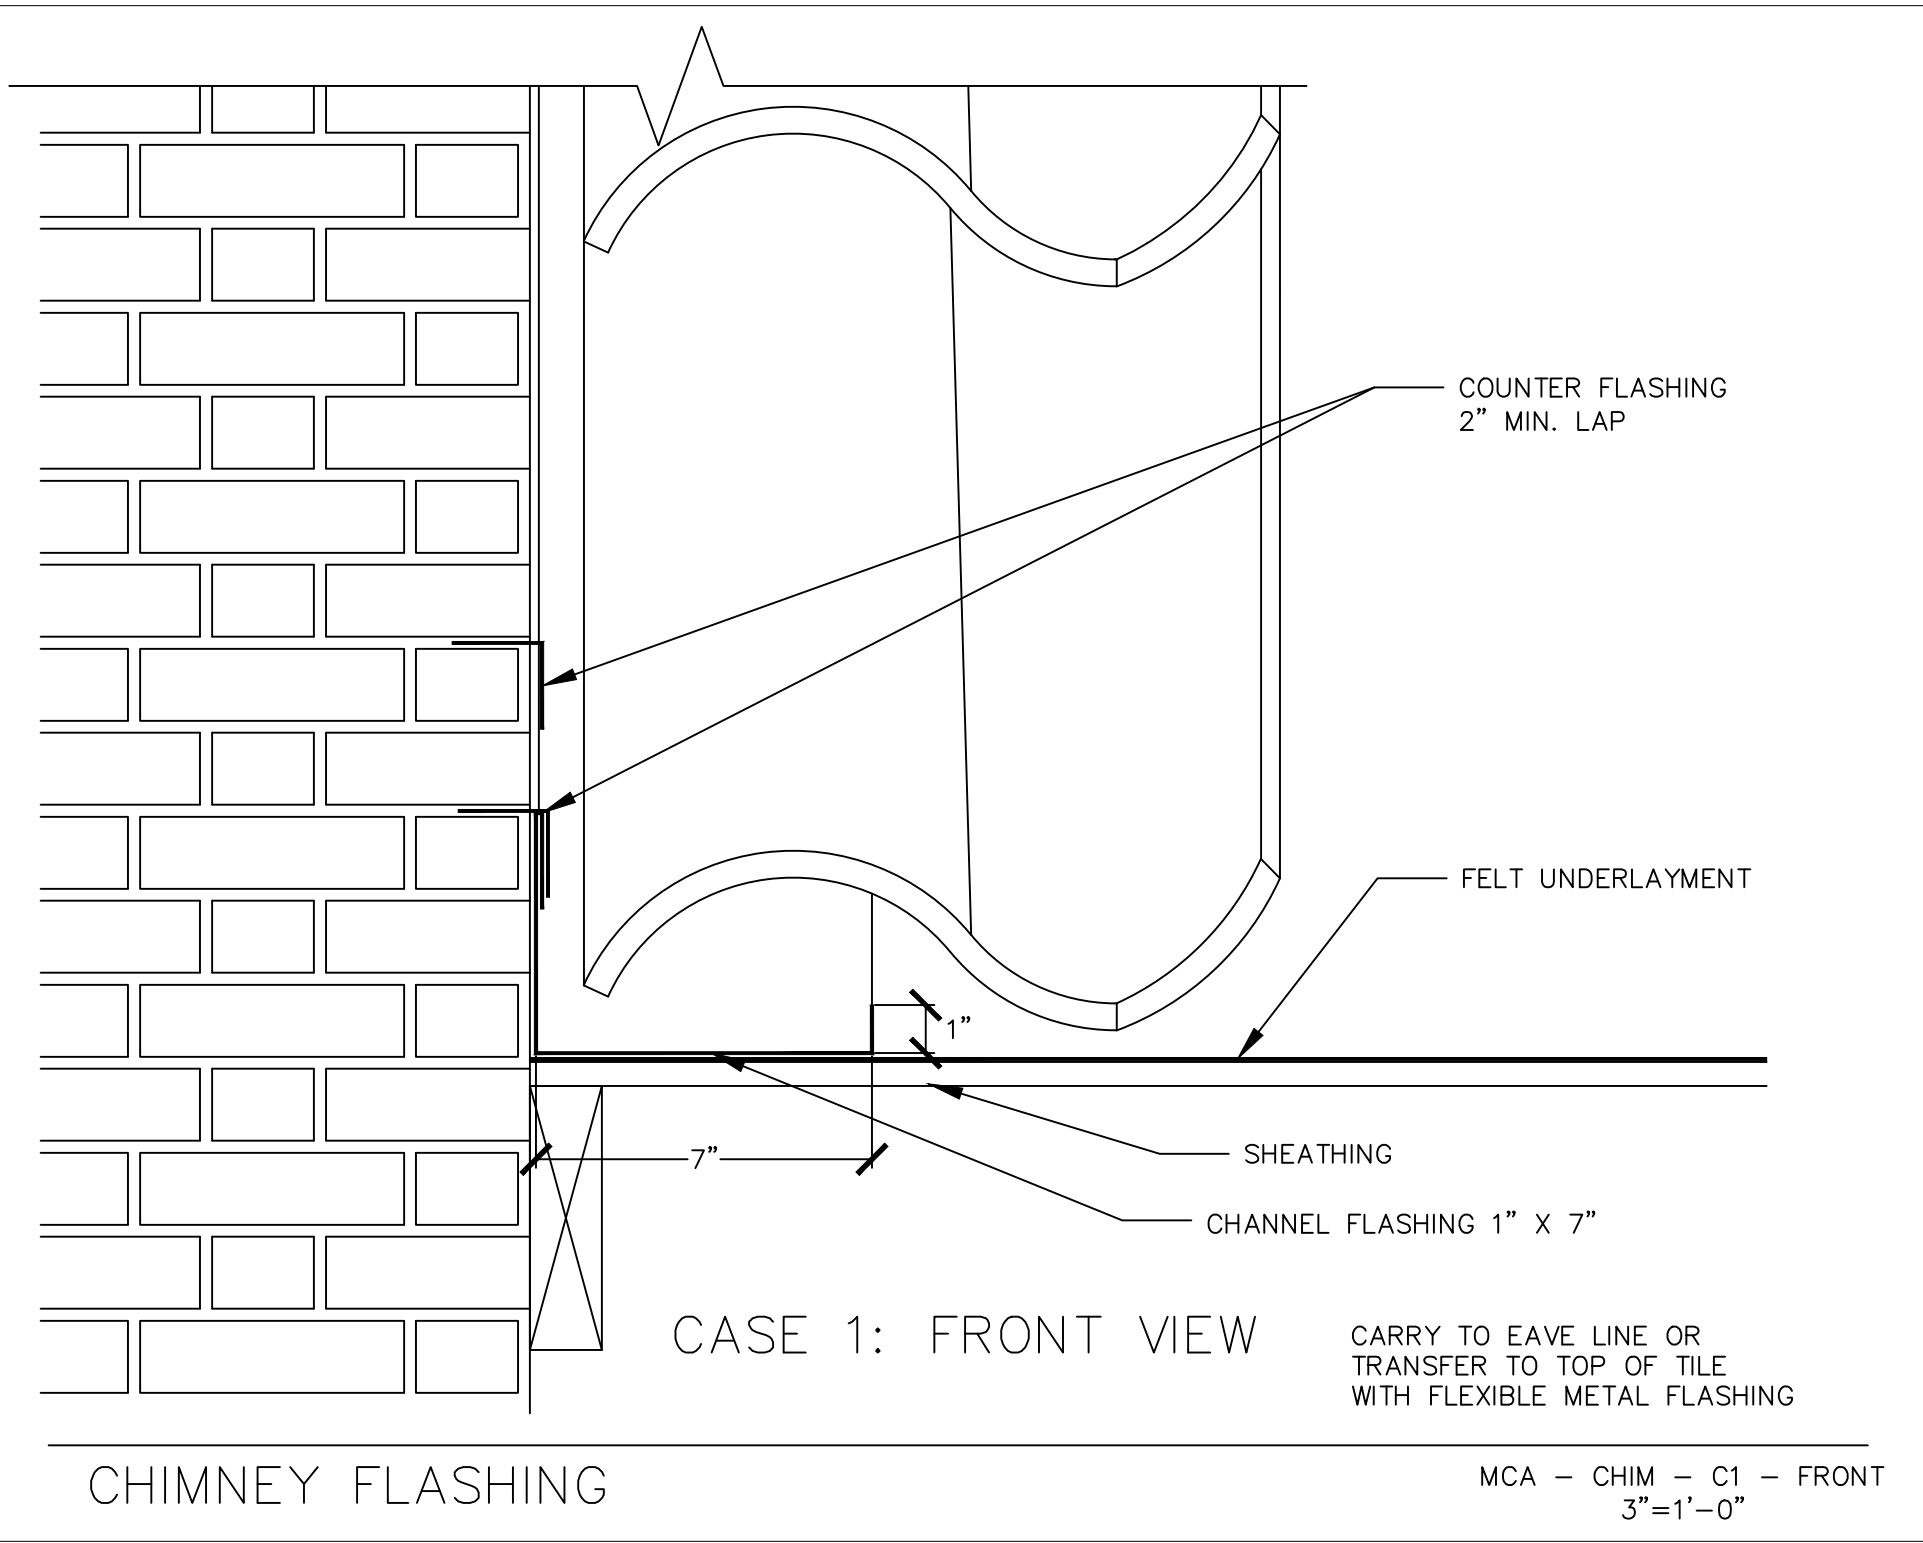 COUNTER FLASHING
2" MIN. LAP
FELT UNDERLAYMENT
1"
7"
SHEATHING
CHANNEL FLASHING 1" X 7"
CASE 1: FRONT VIEW
CARRY TO EAVE LINE OR
TRANSFER TO TOP OF TILE
WITH FLEXIBLE METAL FLASHING
CHIMNEY FLASHING
MCA - CHIM - C1 - FRONT
3"=1'-0"